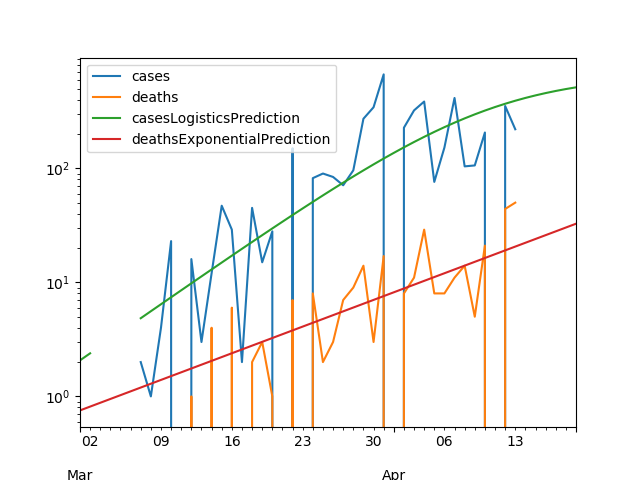 cases
deaths
casesLogisticsPrediction
deathsExponentialPrediction
10²
10¹
10⁰
02 09 16 23 30 06 13
Mar Apr